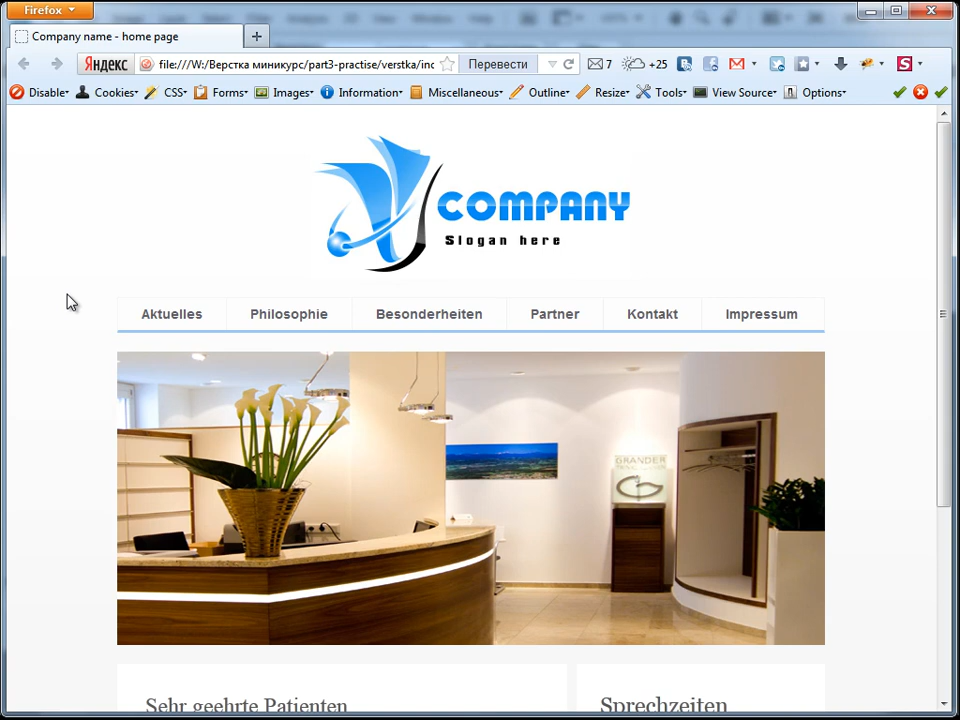 Firefox
Company name - home page
Яндекс file:///W:/Верстка миникурс/part3-practise/verstka/inc Перевести 7 +25
Disable Cookies CSS Forms Images Information Miscellaneous Outline Resize Tools View Source Options
COMPANY
Slogan here
Aktuelles Philosophie Besonderheiten Partner Kontakt Impressum
GRANDER
Sehr geehrte Patienten
Sprechzeiten